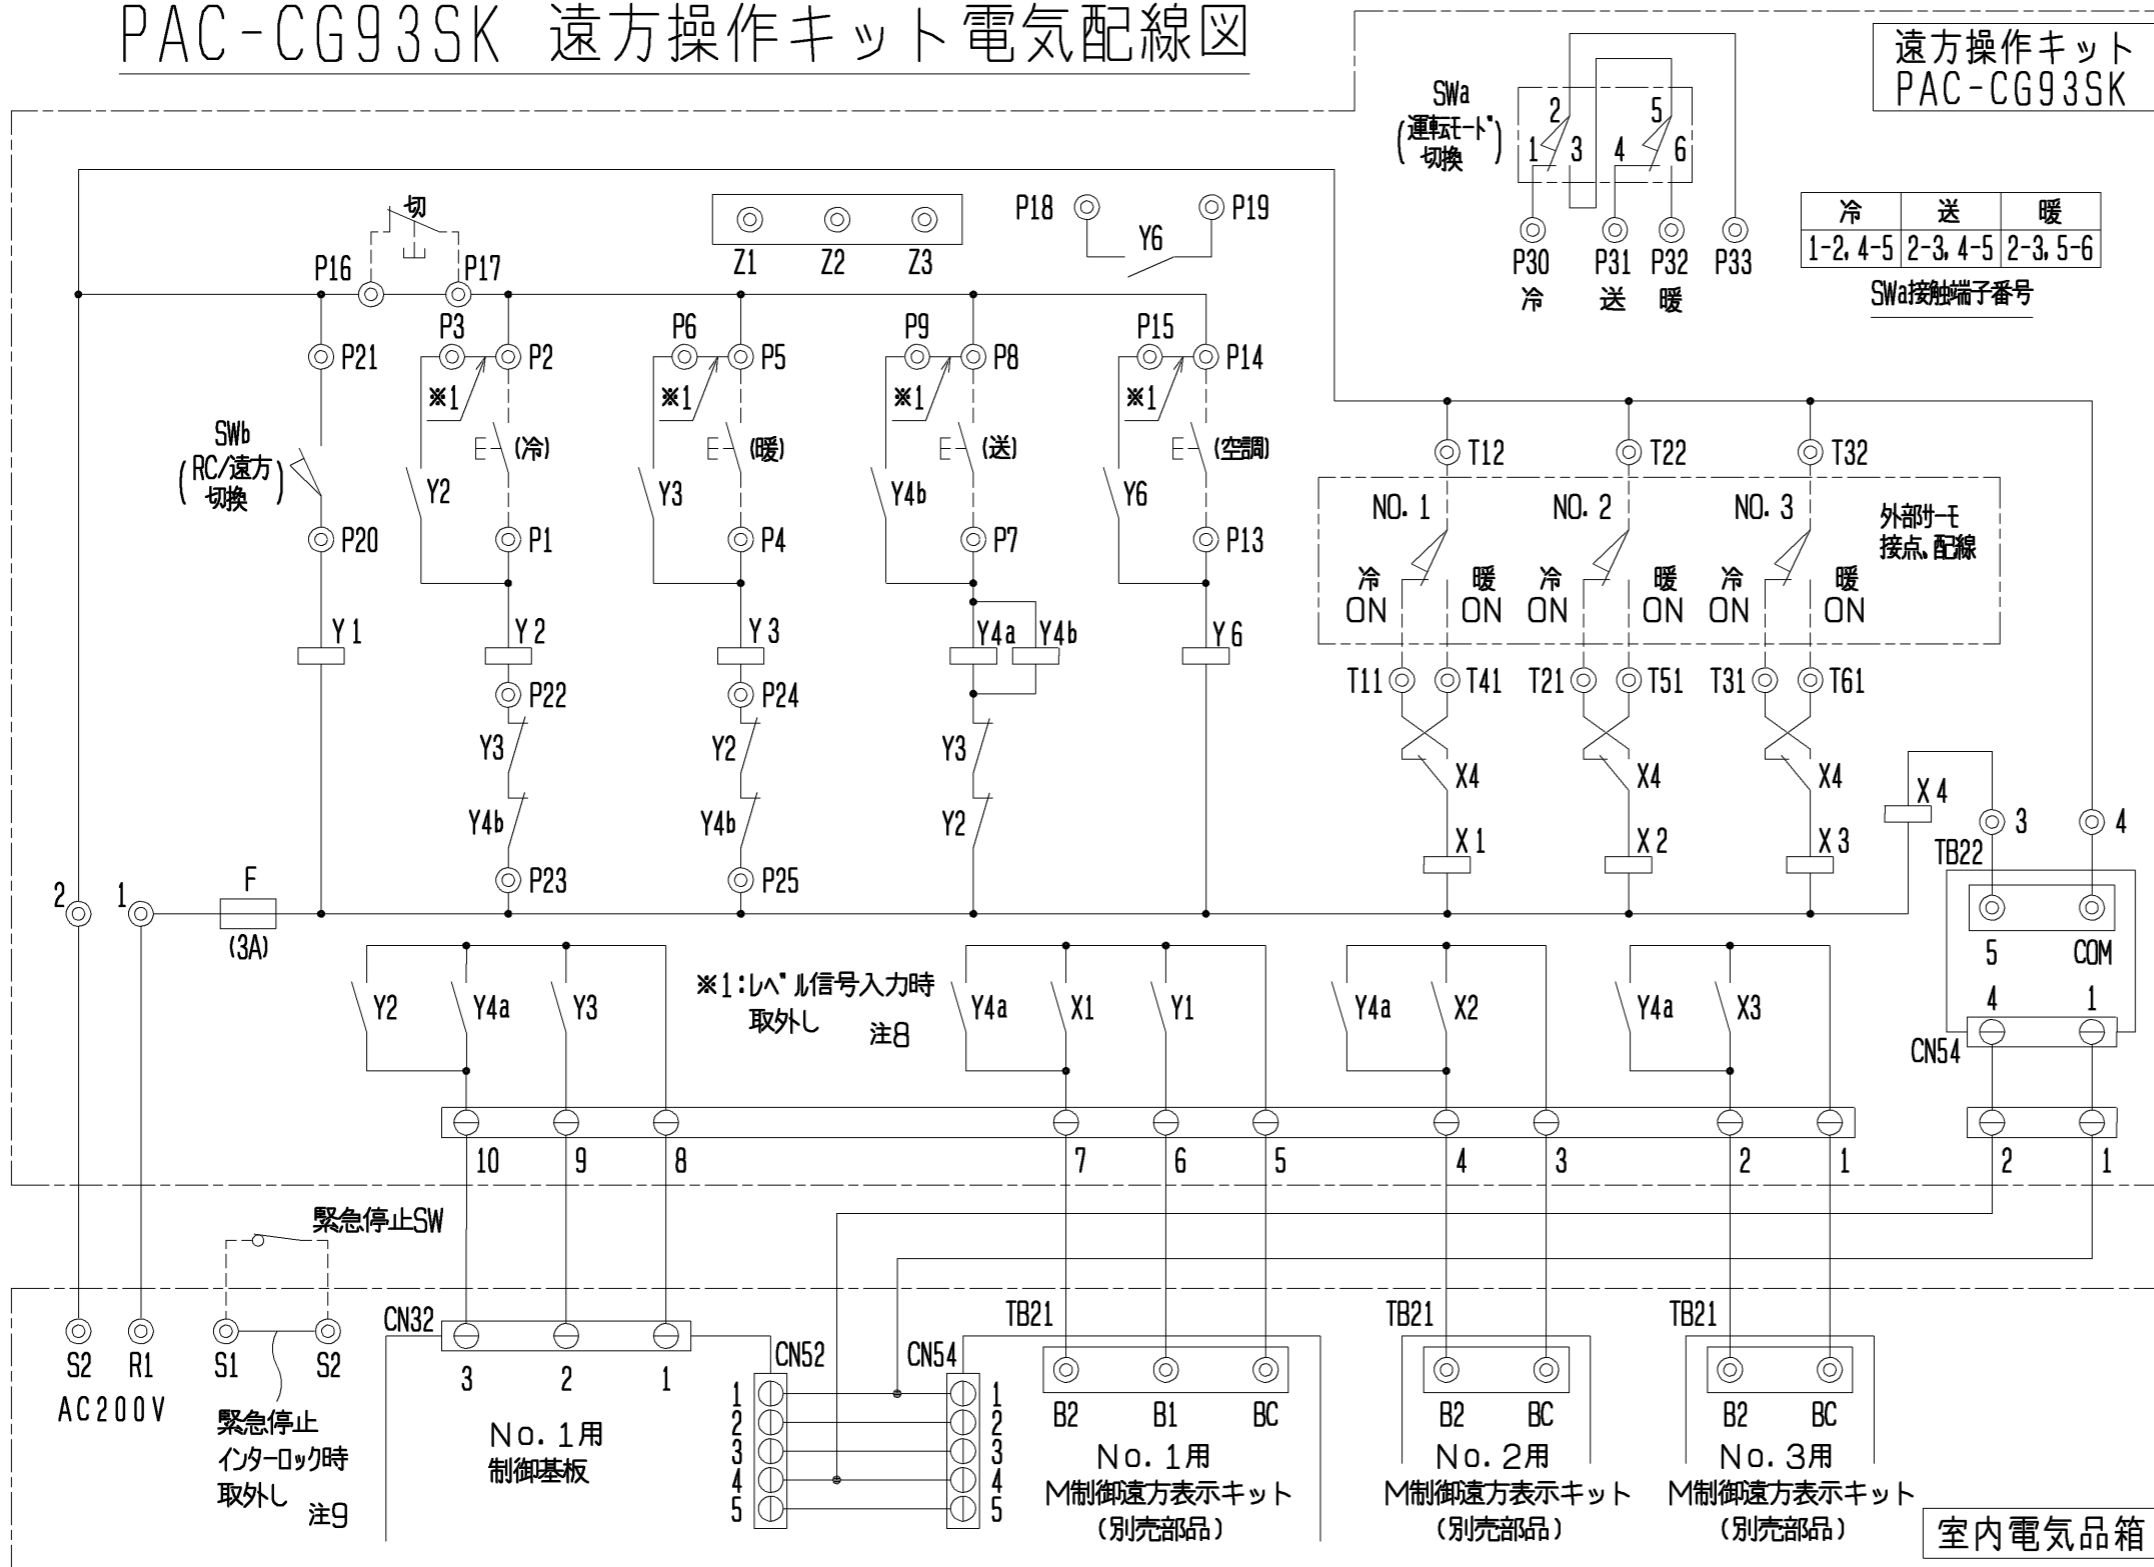 PAC-CG93SK 遠方操作キット電気配線図
遠方操作キット
PAC-CG93SK
SWa
(運転モード
切換)
2
5
1
3
4
6
P30
P31
P32
P33
冷
送
暖
冷 送 暖
1-2, 4-5 2-3, 4-5 2-3, 5-6
SWa接触端子番号
切
P16
P17
Z1
Z2
Z3
P18
P19
Y6
P21
P3
P2
P6
P5
P9
P8
P15
P14
※1
※1
※1
※1
SWb
(RC/遠方
切換)
Y2
(冷)
Y3
(暖)
Y4b
(送)
Y6
(空調)
P20
P1
P4
P7
P13
Y1
Y2
Y3
Y4a
Y4b
Y6
P22
P24
Y3
Y2
Y3
Y4b
Y4b
Y2
P23
P25
T12
T22
T32
NO. 1
NO. 2
NO. 3
外部サーモ
接点、配線
冷
暖
冷
暖
冷
暖
ON
ON
ON
ON
ON
ON
T11
T41
T21
T51
T31
T61
X4
X4
X4
X4
X1
X2
X3
3
4
TB22
5
COM
4
1
CN54
2
1
F
(3A)
Y2
Y4a
Y3
※1:レベル信号入力時
取外し 注8
Y4a
X1
Y1
Y4a
X2
Y4a
X3
10
9
8
7
6
5
4
3
2
1
2
1
緊急停止SW
S2
R1
AC200V
S1
S2
緊急停止
インターロック時
取外し 注9
CN32
3
2
1
No. 1用
制御基板
CN52
1
2
3
4
5
CN54
1
2
3
4
5
TB21
B2
B1
BC
No. 1用
M制御遠方表示キット
(別売部品)
TB21
B2
BC
No. 2用
M制御遠方表示キット
(別売部品)
TB21
B2
BC
No. 3用
M制御遠方表示キット
(別売部品)
室内電気品箱